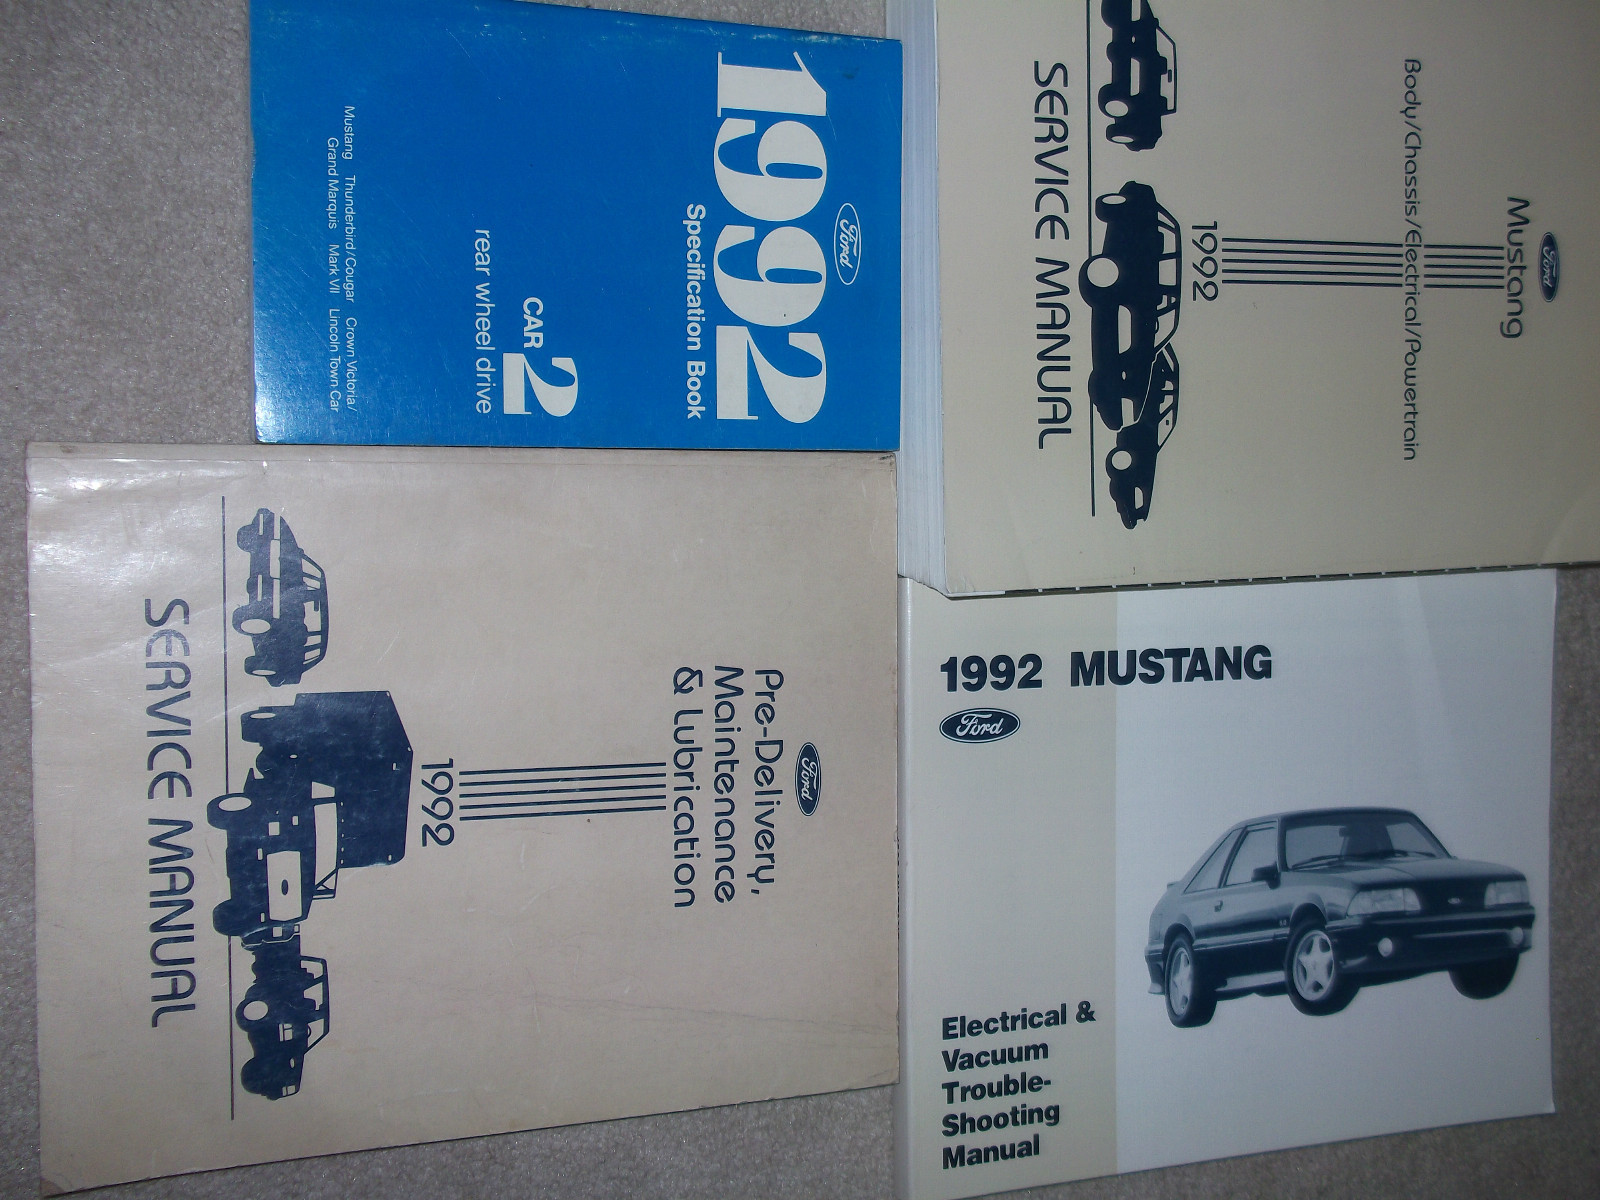 Ford
1992
Specification Book
CAR 2
rear wheel drive
Mustang Thunderbird/Cougar Crown Victoria/
Grand Marquis Mark VII Lincoln Town Car
Ford
Mustang
Body/Chassis/Electrical/Powertrain
1992
SERVICE MANUAL
Ford
Pre-Delivery,
Maintenance
& Lubrication
1992
SERVICE MANUAL
1992 MUSTANG
Ford
Electrical &
Vacuum
Trouble-
Shooting
Manual